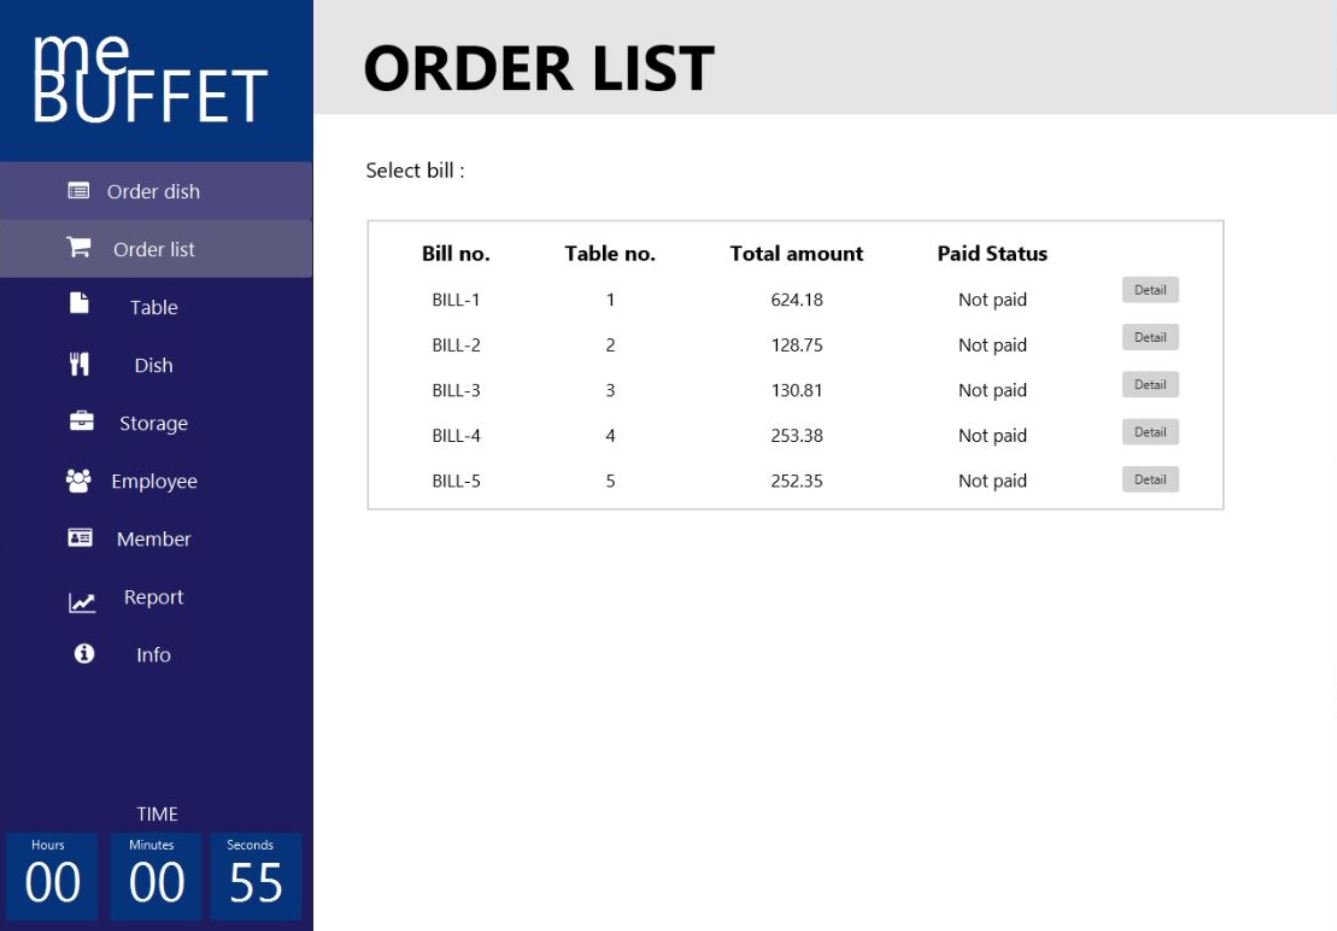 me
BUFFET
ORDER LIST
Order dish
Order list
Table
Dish
Storage
Employee
Member
Report
Info
TIME
Hours Minutes Seconds
00 00 55
Select bill :
Bill no. Table no. Total amount Paid Status
BILL-1 1 624.18 Not paid Detail
BILL-2 2 128.75 Not paid Detail
BILL-3 3 130.81 Not paid Detail
BILL-4 4 253.38 Not paid Detail
BILL-5 5 252.35 Not paid Detail